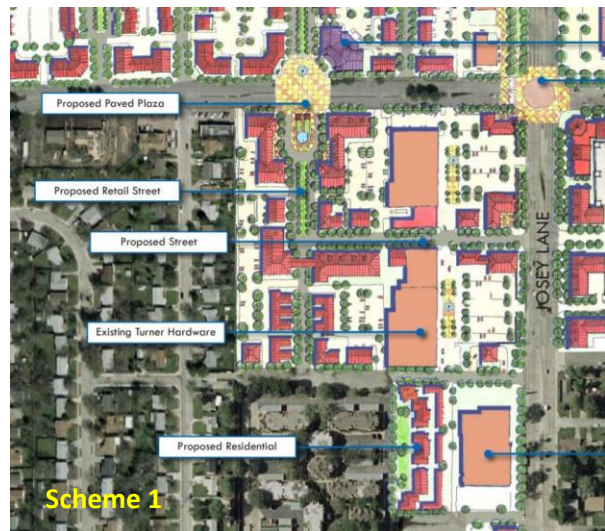 Proposed Paved Plaza
Proposed Retail Street
Proposed Street
JOSEY LANE
Existing Turner Hardware
Proposed Residential
Scheme 1